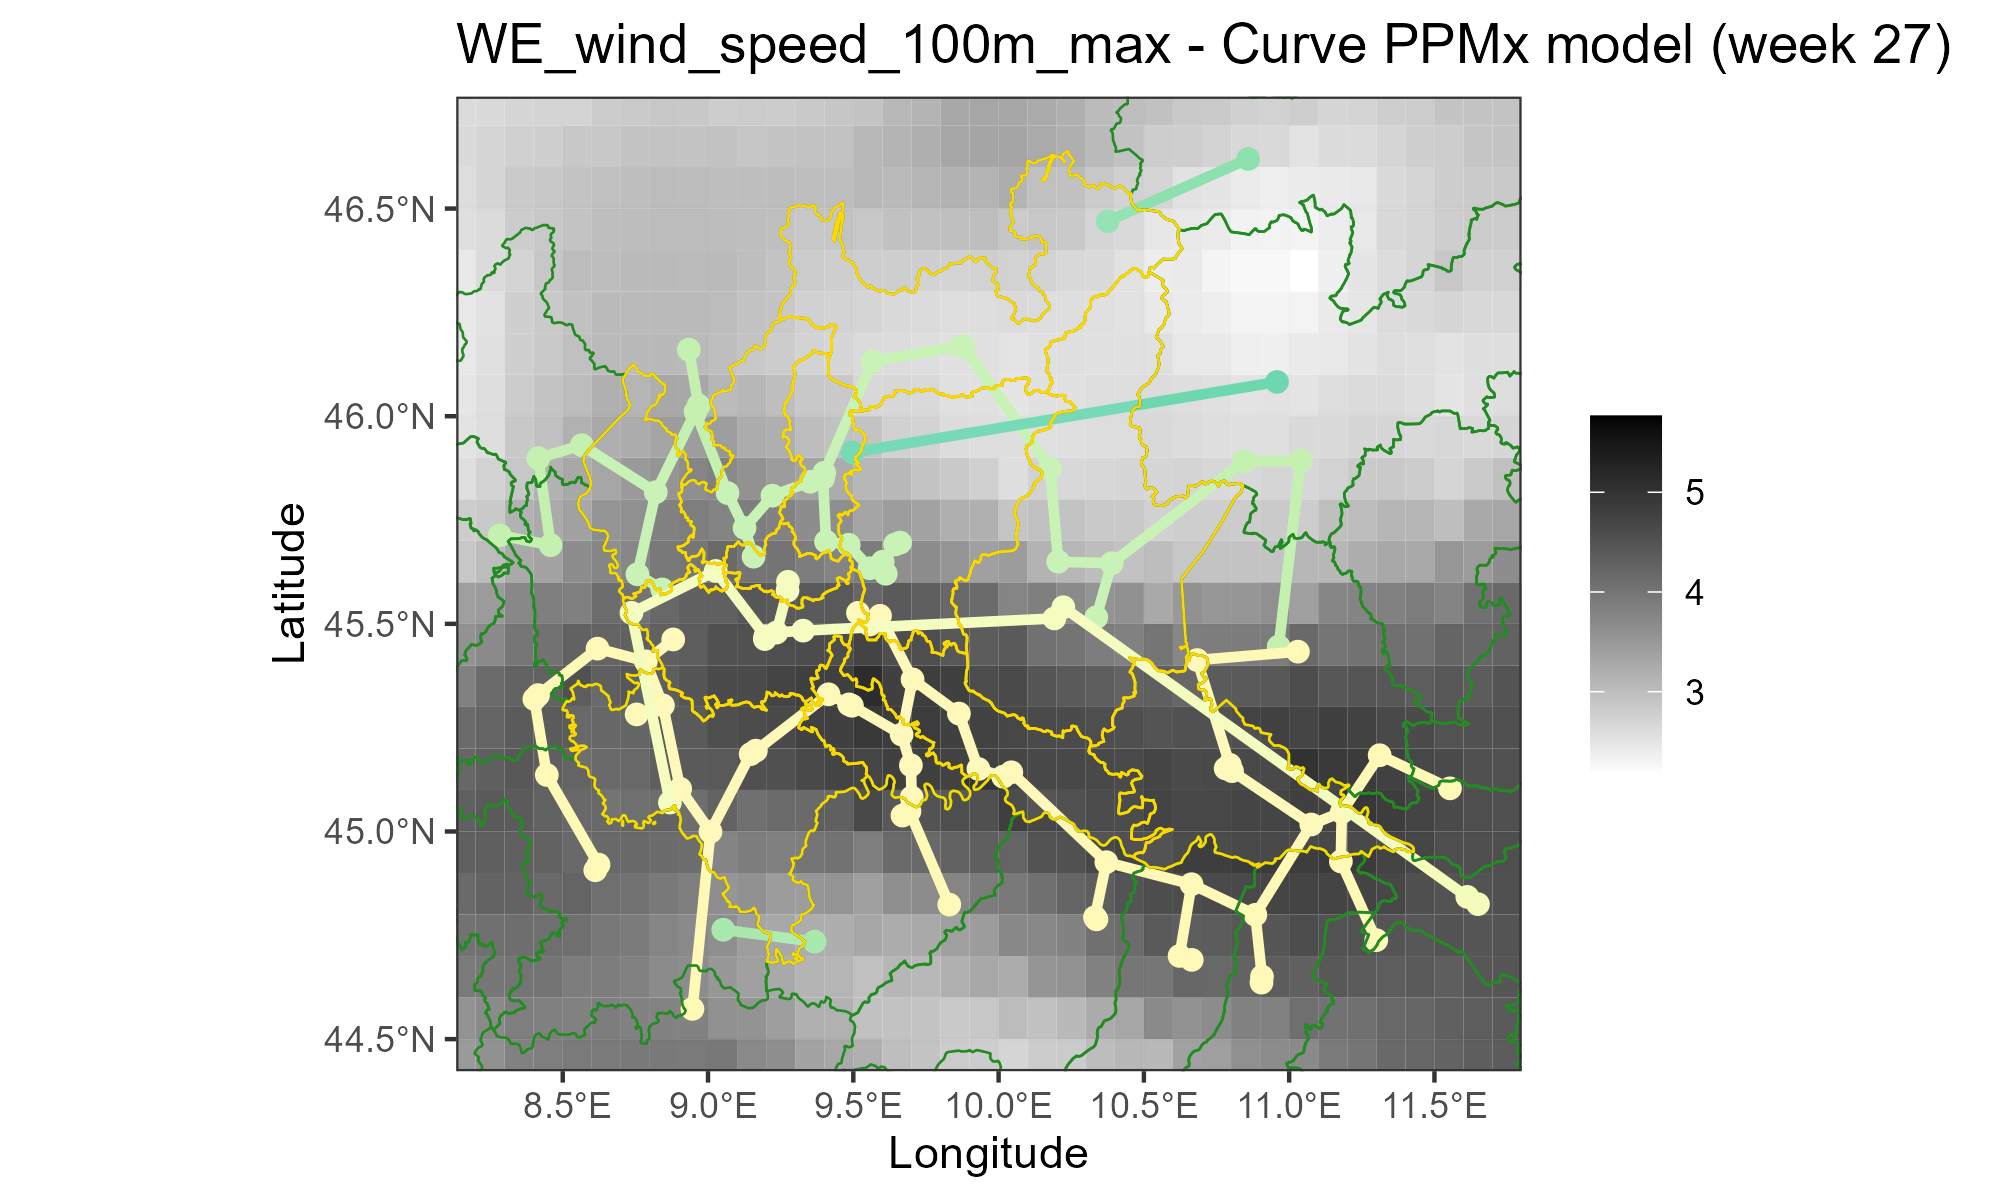 WE_wind_speed_100m_max - Curve PPMx model (week 27)
46.5°N
46.0°N
45.5°N
45.0°N
44.5°N
Latitude
8.5°E 9.0°E 9.5°E 10.0°E 10.5°E 11.0°E 11.5°E
Longitude
5
4
3